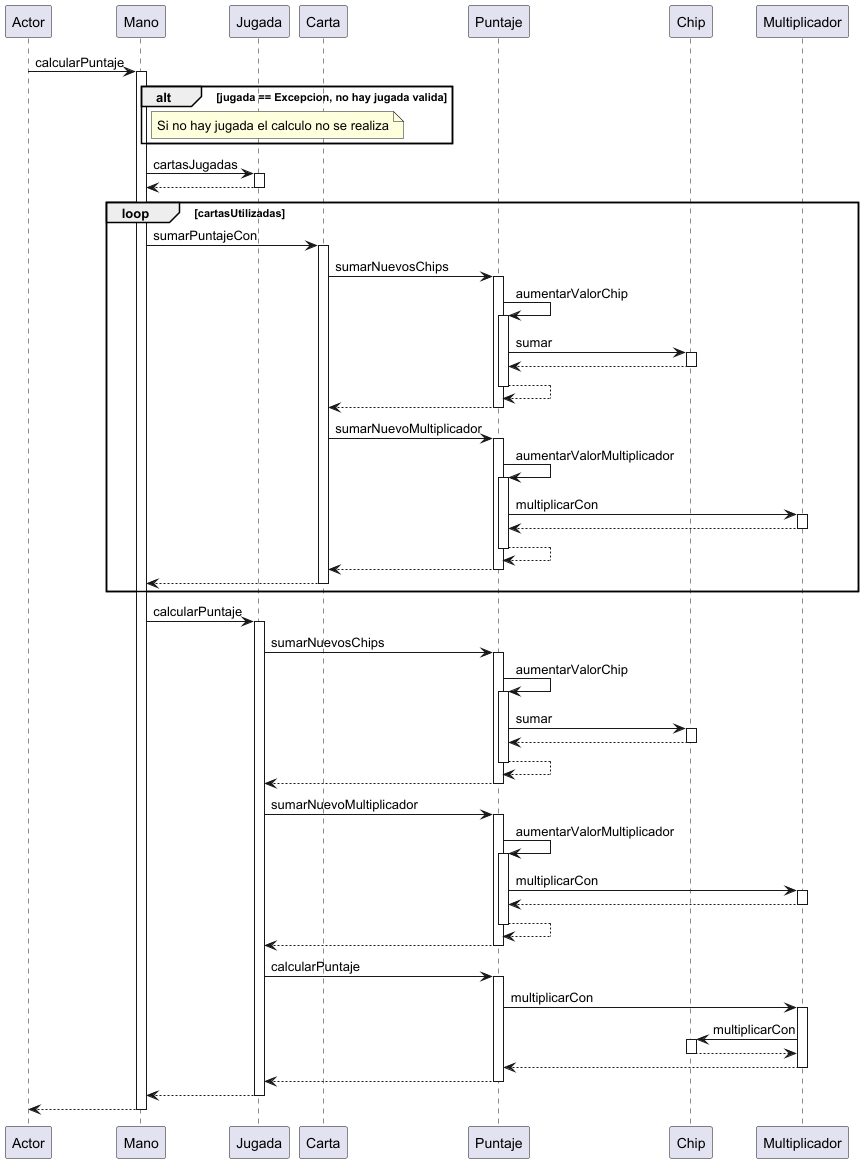 Actor Mano Jugada Carta Puntaje Chip Multiplicador
calcularPuntaje
alt [jugada == Excepcion, no hay jugada valida]
Si no hay jugada el calculo no se realiza
cartasJugadas
loop [cartasUtilizadas]
sumarPuntajeCon
sumarNuevosChips
aumentarValorChip
sumar
sumarNuevoMultiplicador
aumentarValorMultiplicador
multiplicarCon
calcularPuntaje
sumarNuevosChips
aumentarValorChip
sumar
sumarNuevoMultiplicador
aumentarValorMultiplicador
multiplicarCon
calcularPuntaje
multiplicarCon
multiplicarCon
Actor Mano Jugada Carta Puntaje Chip Multiplicador